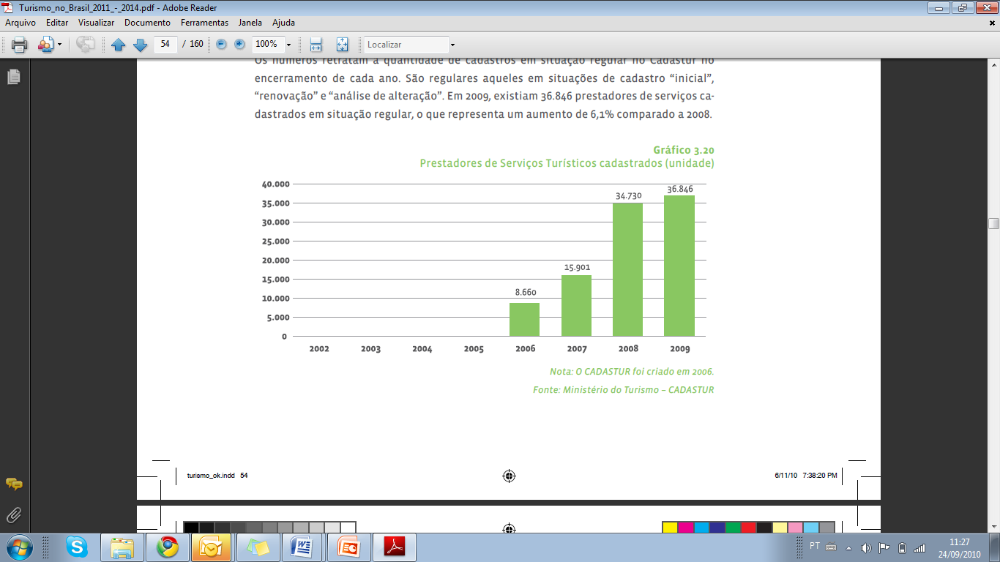 Turismo_no_Brasil_2011_-_2014.pdf - Adobe Reader
Arquivo Editar Visualizar Documento Ferramentas Janela Ajuda
54 / 160 100% Localizar
Os números retratam a quantidade de cadastros em situação regular no Cadastur no
encerramento de cada ano. São regulares aqueles em situações de cadastro “inicial”,
“renovação” e “análise de alteração”. Em 2009, existiam 36.846 prestadores de serviços ca-
dastrados em situação regular, o que representa um aumento de 6,1% comparado a 2008.
Gráfico 3.20
Prestadores de Serviços Turísticos cadastrados (unidade)
40.000
35.000
30.000
25.000
20.000
15.000
10.000
5.000
0
8.660
15.901
34.730
36.846
2002 2003 2004 2005 2006 2007 2008 2009
Nota: O CADASTUR foi criado em 2006.
Fonte: Ministério do Turismo – CADASTUR
turismo_ok.indd 54 6/11/10 7:38:20 PM
PT 11:27
24/09/2010